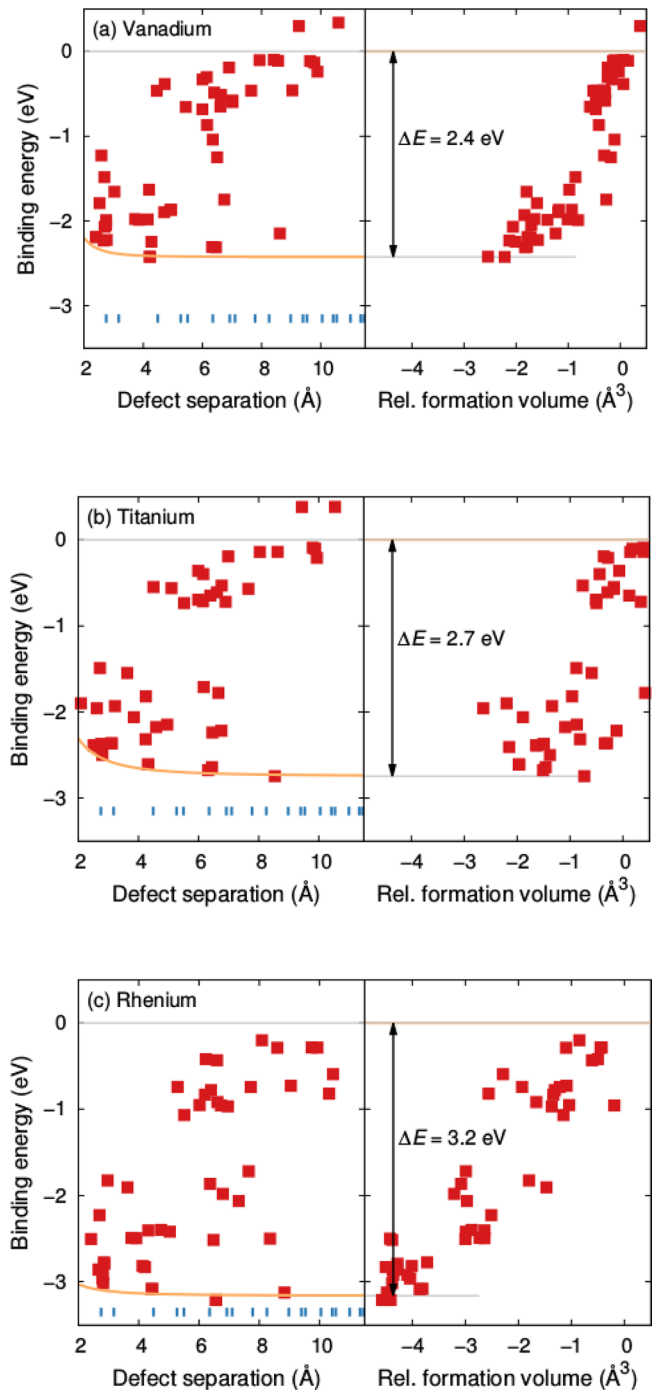 (a) Vanadium
Binding energy (eV)
0
−1
−2
−3
ΔE = 2.4 eV
2 4 6 8 10 −4 −3 −2 −1 0
Defect separation (Å) Rel. formation volume (Å³)
(b) Titanium
Binding energy (eV)
0
−1
−2
−3
ΔE = 2.7 eV
2 4 6 8 10 −4 −3 −2 −1 0
Defect separation (Å) Rel. formation volume (Å³)
(c) Rhenium
Binding energy (eV)
0
−1
−2
−3
ΔE = 3.2 eV
2 4 6 8 10 −4 −3 −2 −1 0
Defect separation (Å) Rel. formation volume (Å³)